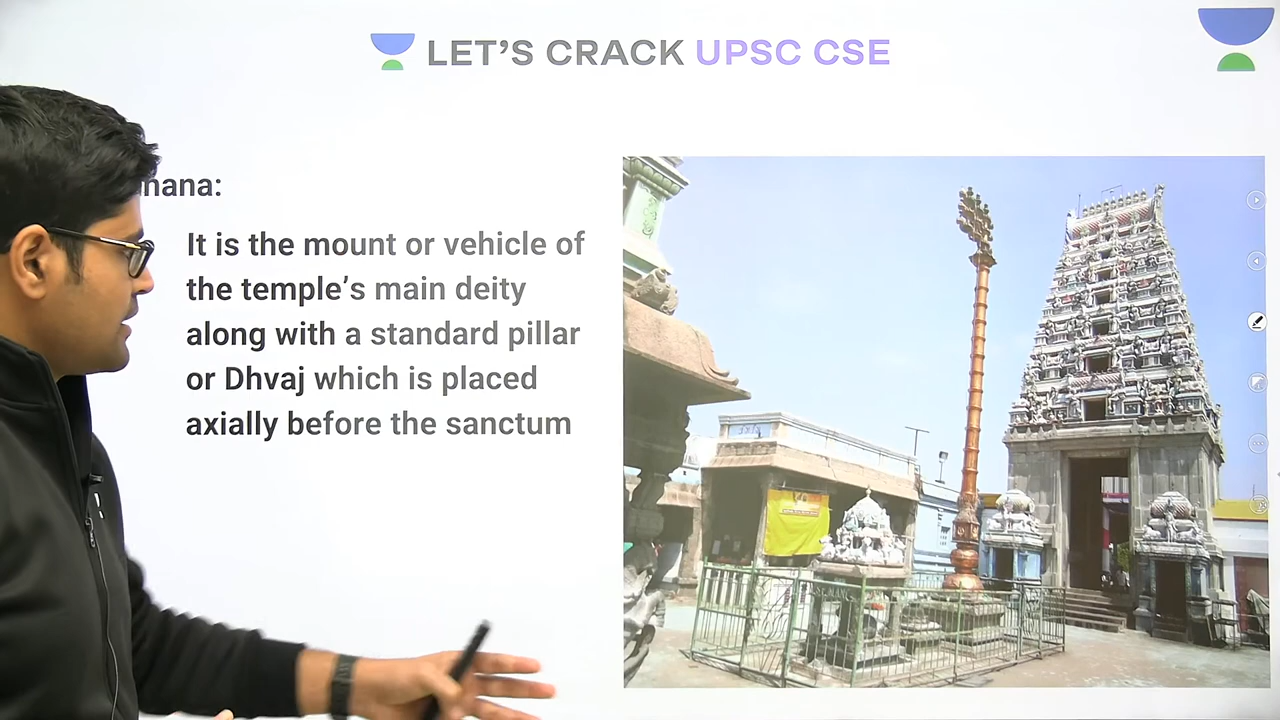 LET'S CRACK UPSC CSE
hana:
It is the mount or vehicle of
the temple's main deity
along with a standard pillar
or Dhvaj which is placed
axially before the sanctum